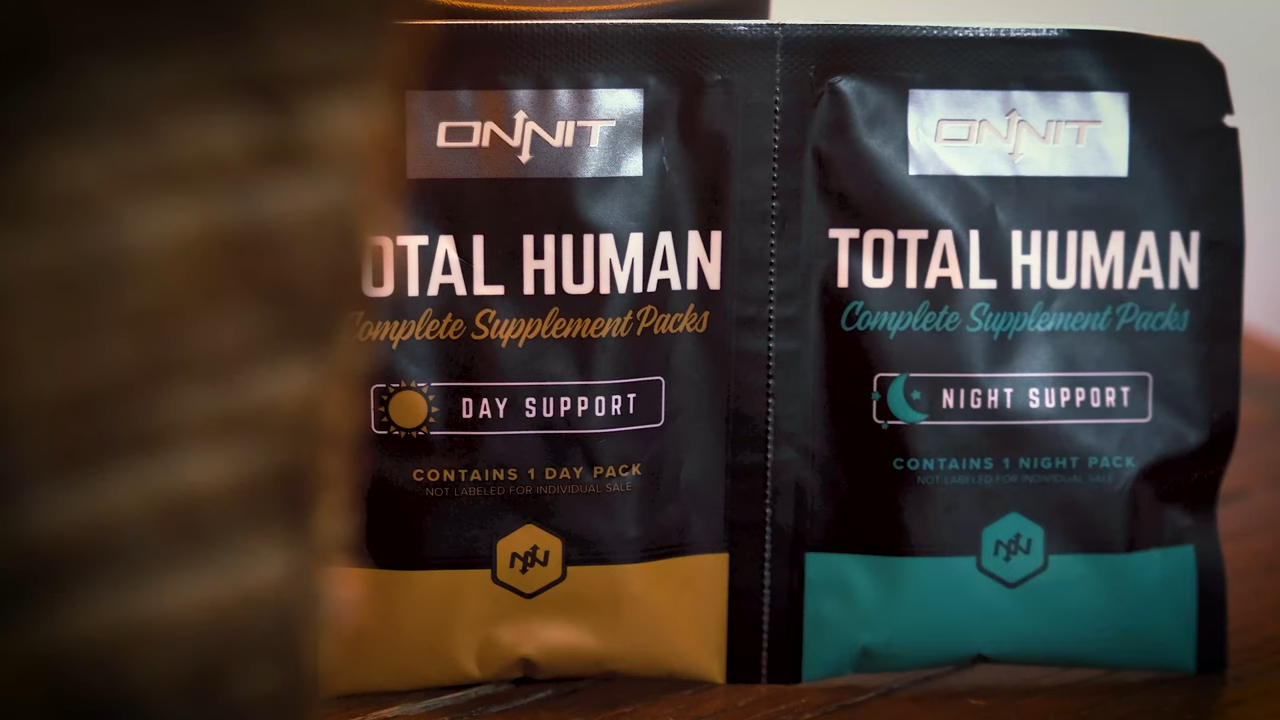 ONNIT
OTAL HUMAN
Complete Supplement Packs
DAY SUPPORT
CONTAINS 1 DAY PACK
NOT LABELED FOR INDIVIDUAL SALE
ONNIT
TOTAL HUMAN
Complete Supplement Packs
NIGHT SUPPORT
CONTAINS 1 NIGHT PACK
NOT LABELED FOR INDIVIDUAL SALE